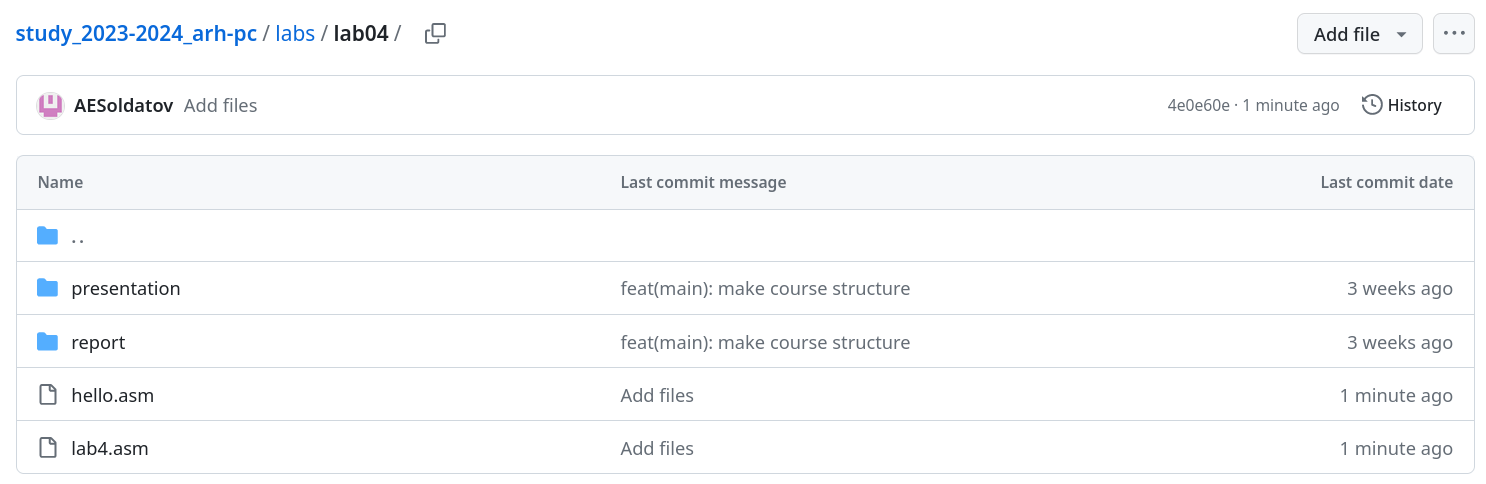 study_2023-2024_arh-pc / labs / lab04 / Add file
AESoldatov Add files 4e0e60e · 1 minute ago History
Name Last commit message Last commit date
..
presentation feat(main): make course structure 3 weeks ago
report feat(main): make course structure 3 weeks ago
hello.asm Add files 1 minute ago
lab4.asm Add files 1 minute ago